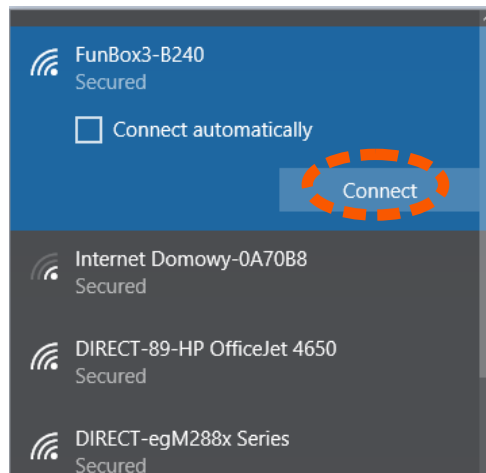 FunBox3-B240
Secured
Connect automatically
Connect
Internet Domowy-0A70B8
Secured
DIRECT-89-HP OfficeJet 4650
Secured
DIRECT-egM288x Series
Secured